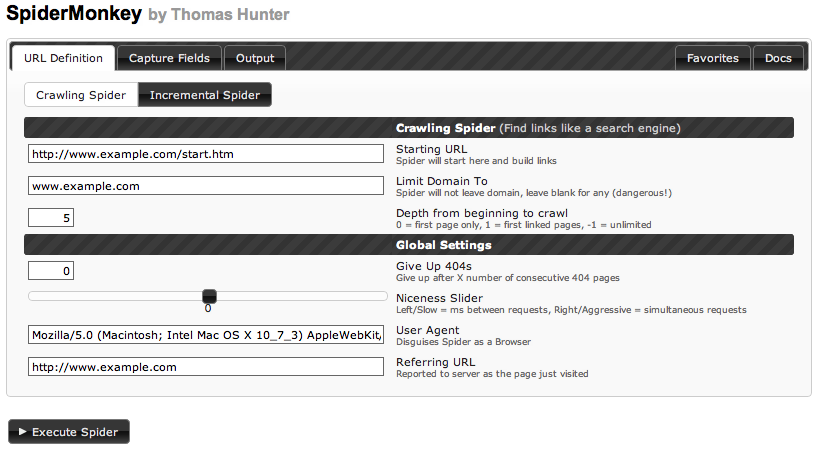 SpiderMonkey by Thomas Hunter
URL Definition Capture Fields Output Favorites Docs
Crawling Spider Incremental Spider
Crawling Spider (Find links like a search engine)
http://www.example.com/start.htm
Starting URL
Spider will start here and build links
www.example.com
Limit Domain To
Spider will not leave domain, leave blank for any (dangerous!)
5
Depth from beginning to crawl
0 = first page only, 1 = first linked pages, -1 = unlimited
Global Settings
0
Give Up 404s
Give up after X number of consecutive 404 pages
0
Niceness Slider
Left/Slow = ms between requests, Right/Aggressive = simultaneous requests
Mozilla/5.0 (Macintosh; Intel Mac OS X 10_7_3) AppleWebKit/
User Agent
Disguises Spider as a Browser
http://www.example.com
Referring URL
Reported to server as the page just visited
Execute Spider